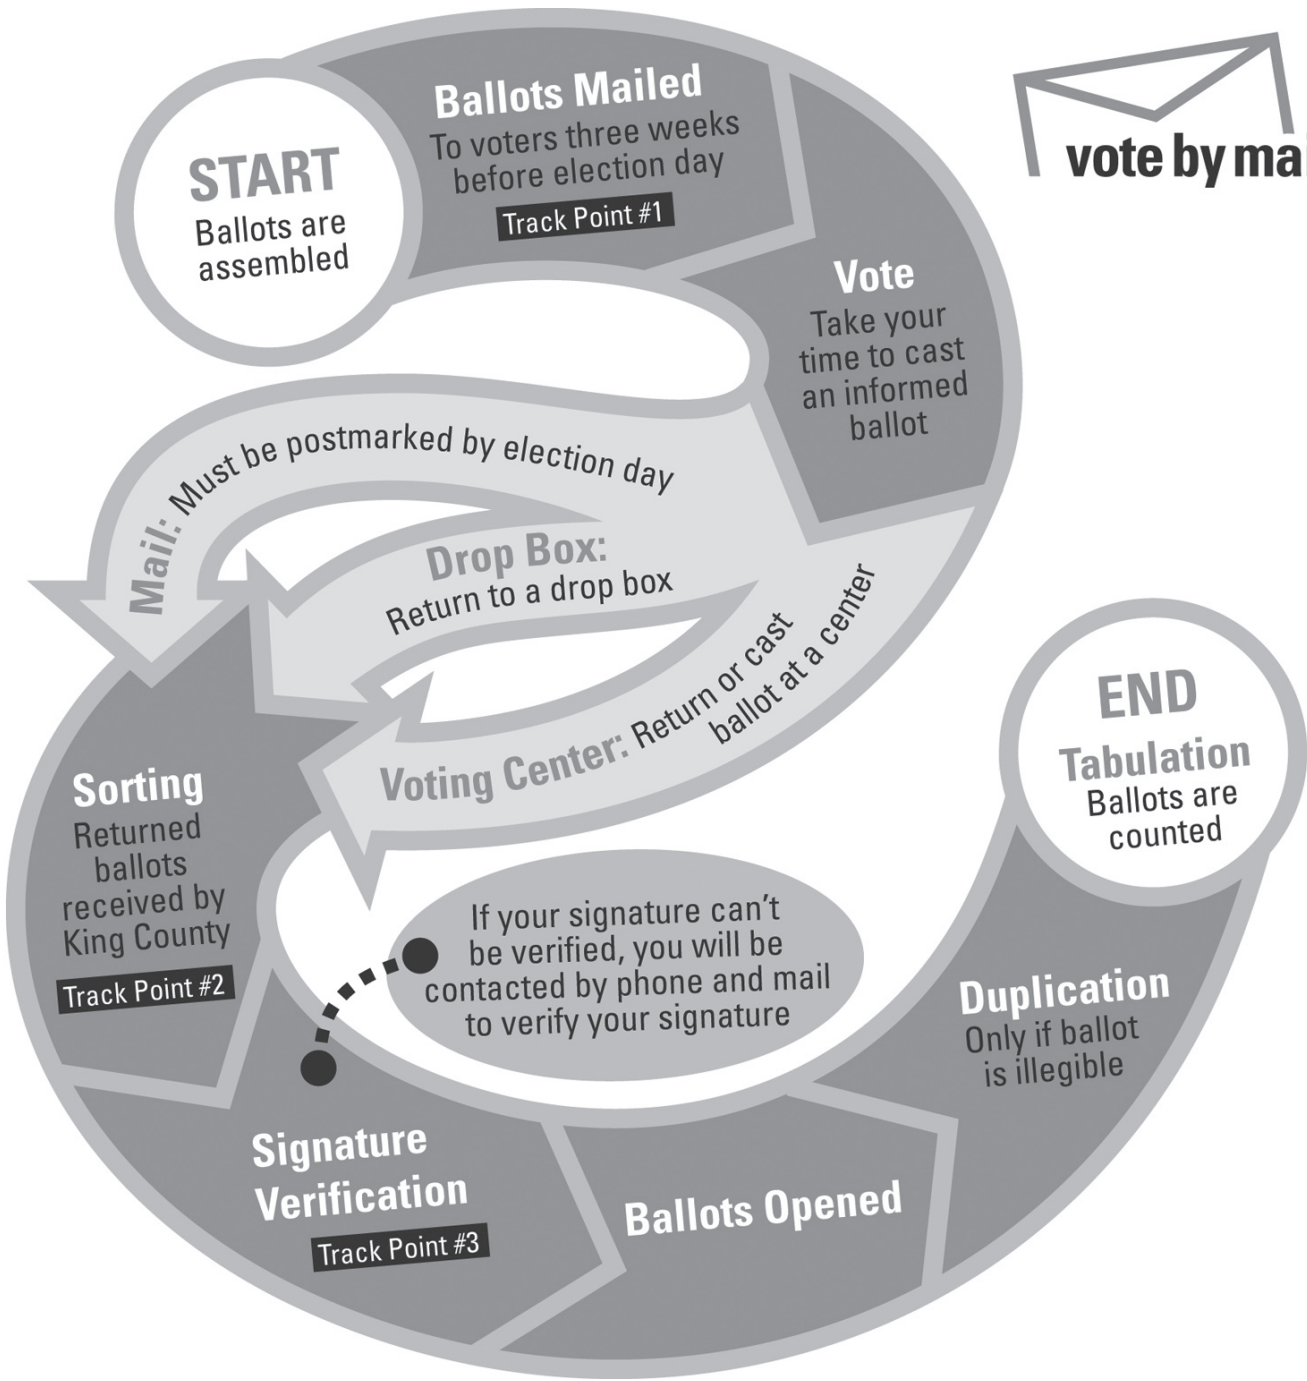 vote by mai
START
Ballots are
assembled
Ballots Mailed
To voters three weeks
before election day
Track Point #1
Vote
Take your
time to cast
an informed
ballot
Mail: Must be postmarked by election day
Drop Box:
Return to a drop box
Voting Center: Return or cast
ballot at a center
Sorting
Returned
ballots
received by
King County
Track Point #2
If your signature can't
be verified, you will be
contacted by phone and mail
to verify your signature
Signature
Verification
Track Point #3
Ballots Opened
Duplication
Only if ballot
is illegible
END
Tabulation
Ballots are
counted